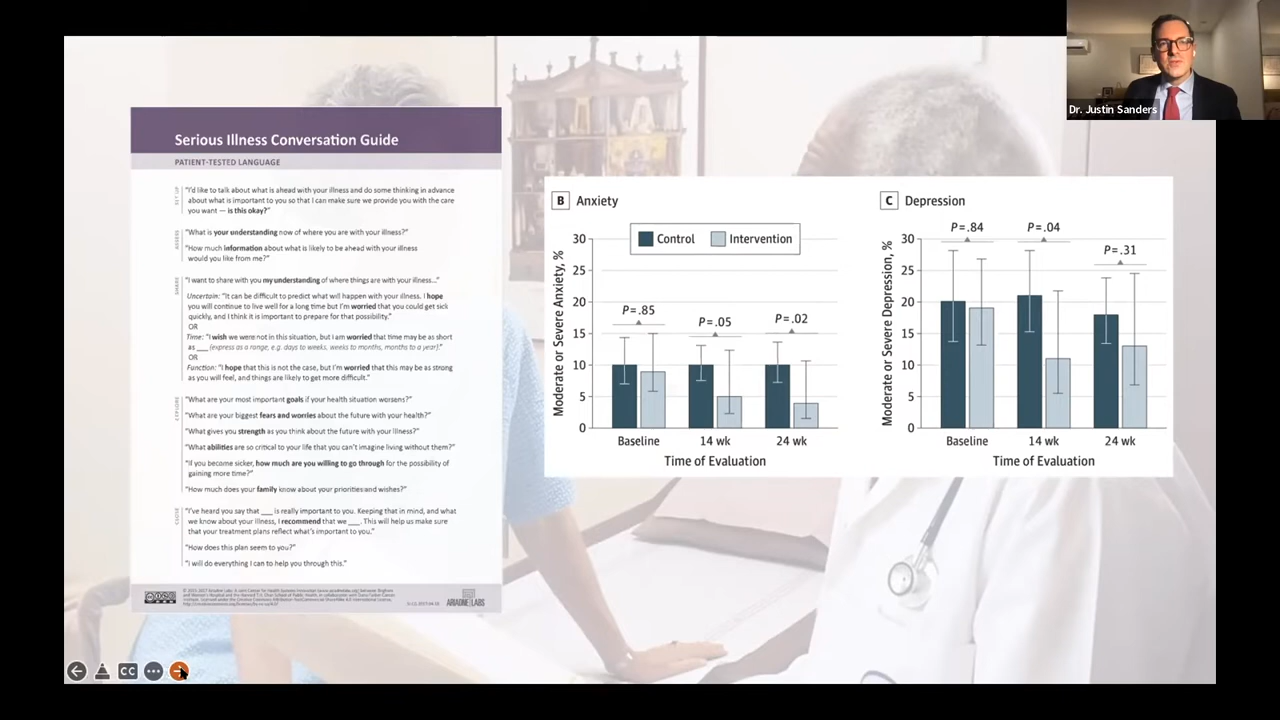 Dr. Justin Sanders
Serious Illness Conversation Guide
PATIENT-TESTED LANGUAGE
SET UP
"I'd like to talk about what is ahead with your illness and do some thinking in advance
about what is important to you so that I can make sure we provide you with the care
you want — is this okay?"
ASSESS
"What is your understanding now of where you are with your illness?"
"How much information about what is likely to be ahead with your illness
would you like from me?"
SHARE
"I want to share with you my understanding of where things are with your illness..."
Uncertain: "It can be difficult to predict what will happen with your illness. I hope
you will continue to live well for a long time but I'm worried that you could get sick
quickly, and I think it is important to prepare for that possibility."
OR
Time: "I wish we were not in this situation, but I am worried that time may be as short
as ___ (express as a range, e.g. days to weeks, weeks to months, months to a year)."
OR
Function: "I hope that this is not the case, but I'm worried that this may be as strong
as you will feel, and things are likely to get more difficult."
EXPLORE
"What are your most important goals if your health situation worsens?"
"What are your biggest fears and worries about the future with your health?"
"What gives you strength as you think about the future with your illness?"
"What abilities are so critical to your life that you can't imagine living without them?"
"If you become sicker, how much are you willing to go through for the possibility of
gaining more time?"
"How much does your family know about your priorities and wishes?"
CLOSE
"I've heard you say that ___ is really important to you. Keeping that in mind, and what
we know about your illness, I recommend that we ___. This will help us make sure
that your treatment plans reflect what's important to you."
"How does this plan seem to you?"
"I will do everything I can to help you through this."
ARIADNE LABS
B Anxiety
Control Intervention
Moderate or Severe Anxiety, %
30
25
20
15
10
5
0
P=.85
P=.05
P=.02
Baseline 14 wk 24 wk
Time of Evaluation
C Depression
Moderate or Severe Depression, %
30
25
20
15
10
5
0
P=.84
P=.04
P=.31
Baseline 14 wk 24 wk
Time of Evaluation
CC